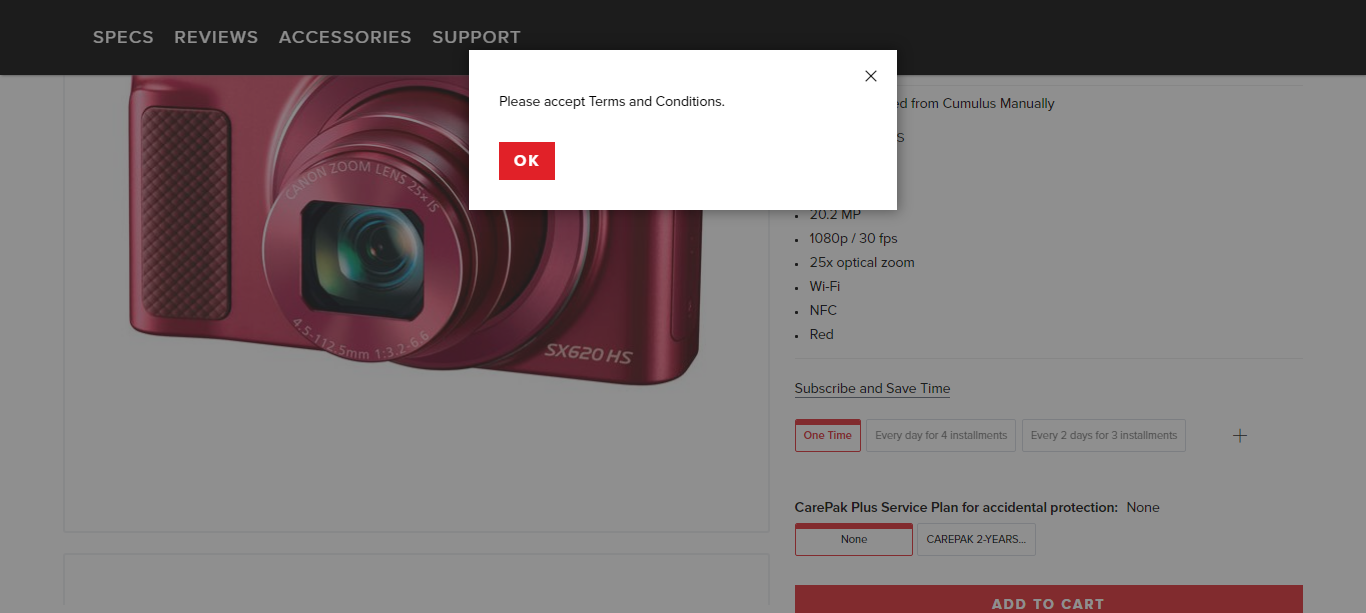 SPECS REVIEWS ACCESSORIES SUPPORT
Please accept Terms and Conditions.
OK
ed from Cumulus Manually
S
20.2 MP
1080p / 30 fps
25x optical zoom
Wi-Fi
NFC
Red
CANON ZOOM LENS 25x IS
4.5-112.5mm 1:3.2-6.6
SX620 HS
Subscribe and Save Time
One Time
Every day for 4 installments
Every 2 days for 3 installments
CarePak Plus Service Plan for accidental protection: None
None
CAREPAK 2-YEARS...
ADD TO CART